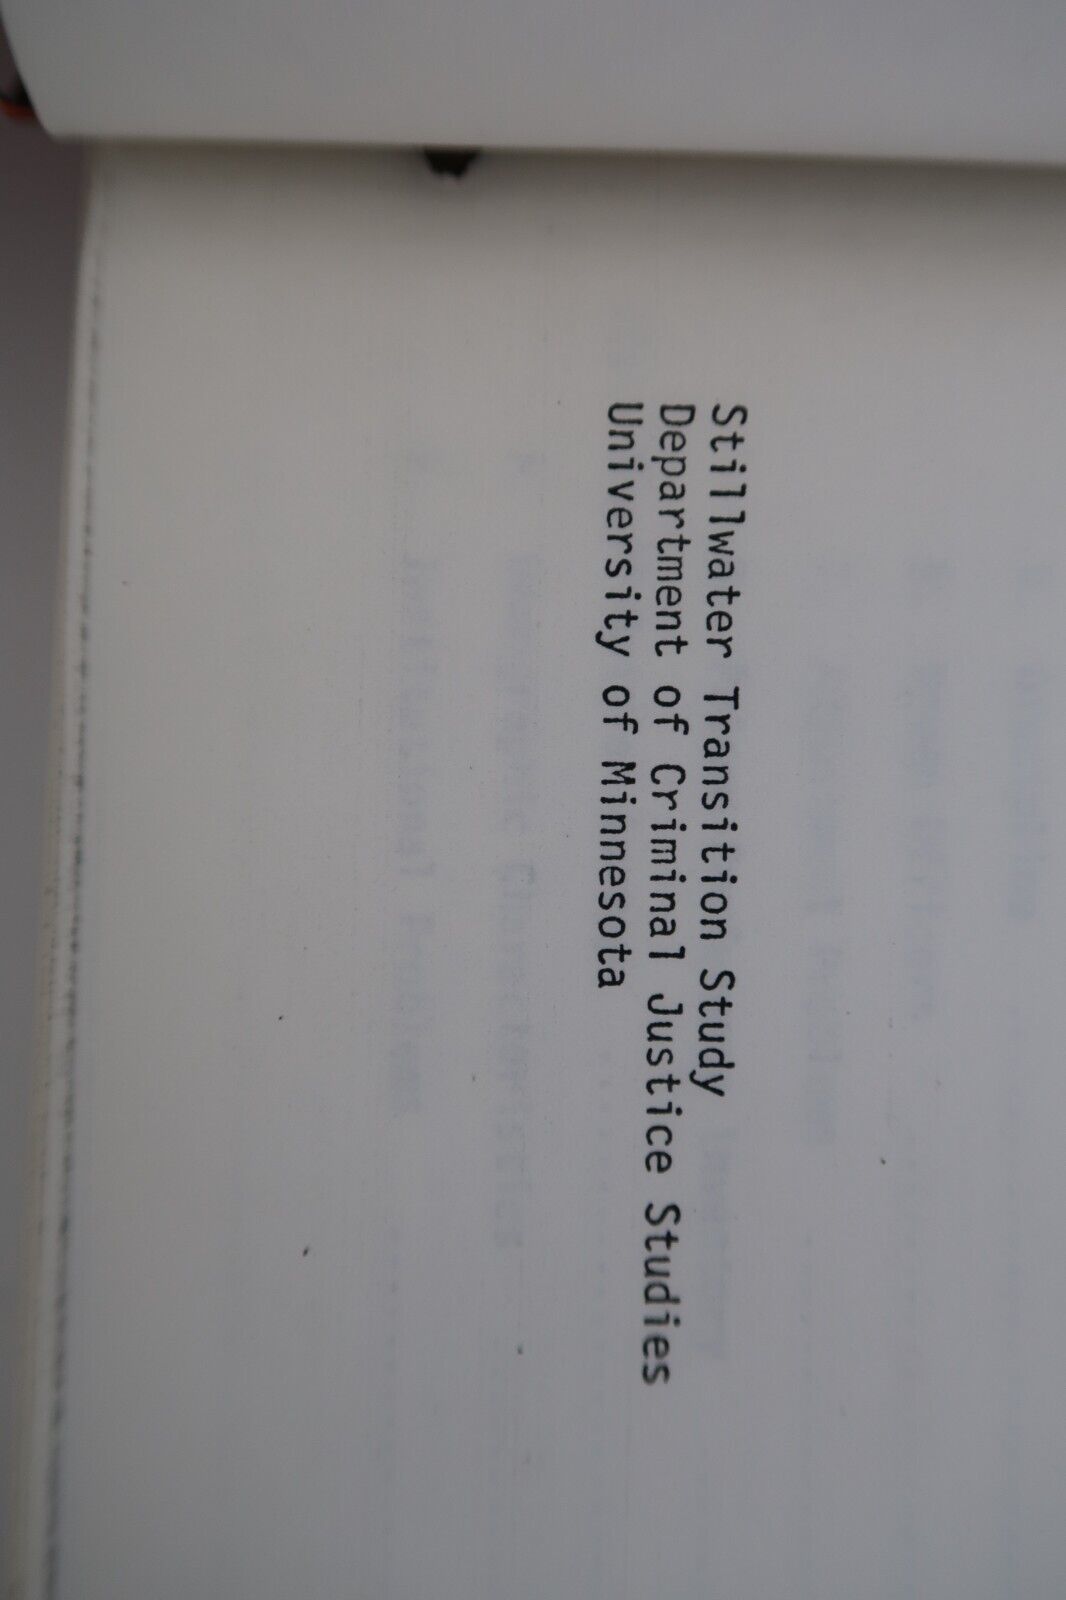 Stillwater Transition Study
Department of Criminal Justice Studies
University of Minnesota